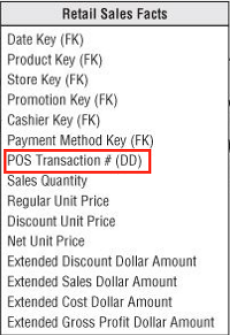 Retail Sales Facts
Date Key (FK)
Product Key (FK)
Store Key (FK)
Promotion Key (FK)
Cashier Key (FK)
Payment Method Key (FK)
POS Transaction # (DD)
Sales Quantity
Regular Unit Price
Discount Unit Price
Net Unit Price
Extended Discount Dollar Amount
Extended Sales Dollar Amount
Extended Cost Dollar Amount
Extended Gross Profit Dollar Amount